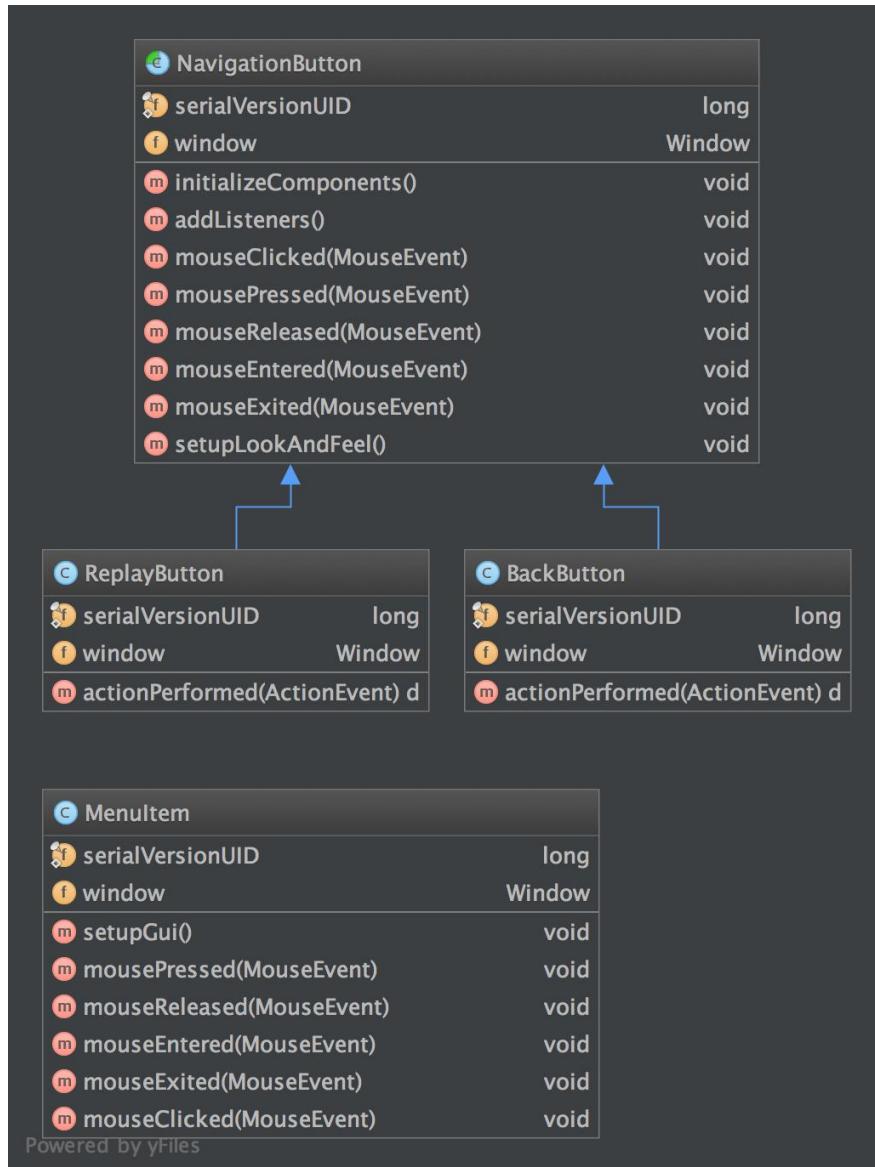 NavigationButton
serialVersionUID long
window Window
initializeComponents() void
addListeners() void
mouseClicked(MouseEvent) void
mousePressed(MouseEvent) void
mouseReleased(MouseEvent) void
mouseEntered(MouseEvent) void
mouseExited(MouseEvent) void
setupLookAndFeel() void
ReplayButton
serialVersionUID long
window Window
actionPerformed(ActionEvent) d
BackButton
serialVersionUID long
window Window
actionPerformed(ActionEvent) d
MenuItem
serialVersionUID long
window Window
setupGui() void
mousePressed(MouseEvent) void
mouseReleased(MouseEvent) void
mouseEntered(MouseEvent) void
mouseExited(MouseEvent) void
mouseClicked(MouseEvent) void
Powered by yFiles